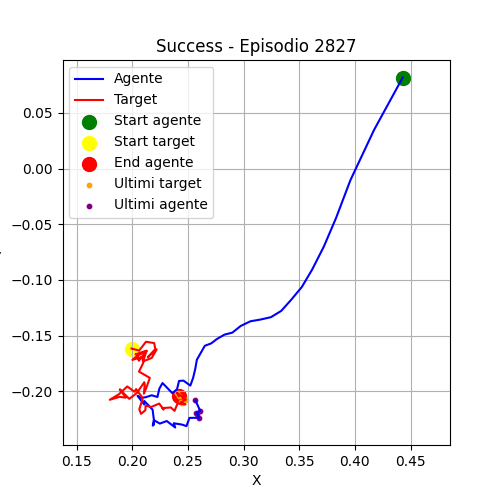 Success - Episodio 2827
Agente
Target
Start agente
Start target
End agente
Ultimi target
Ultimi agente
0.05
0.00
−0.05
−0.10
−0.15
−0.20
0.15 0.20 0.25 0.30 0.35 0.40 0.45
X